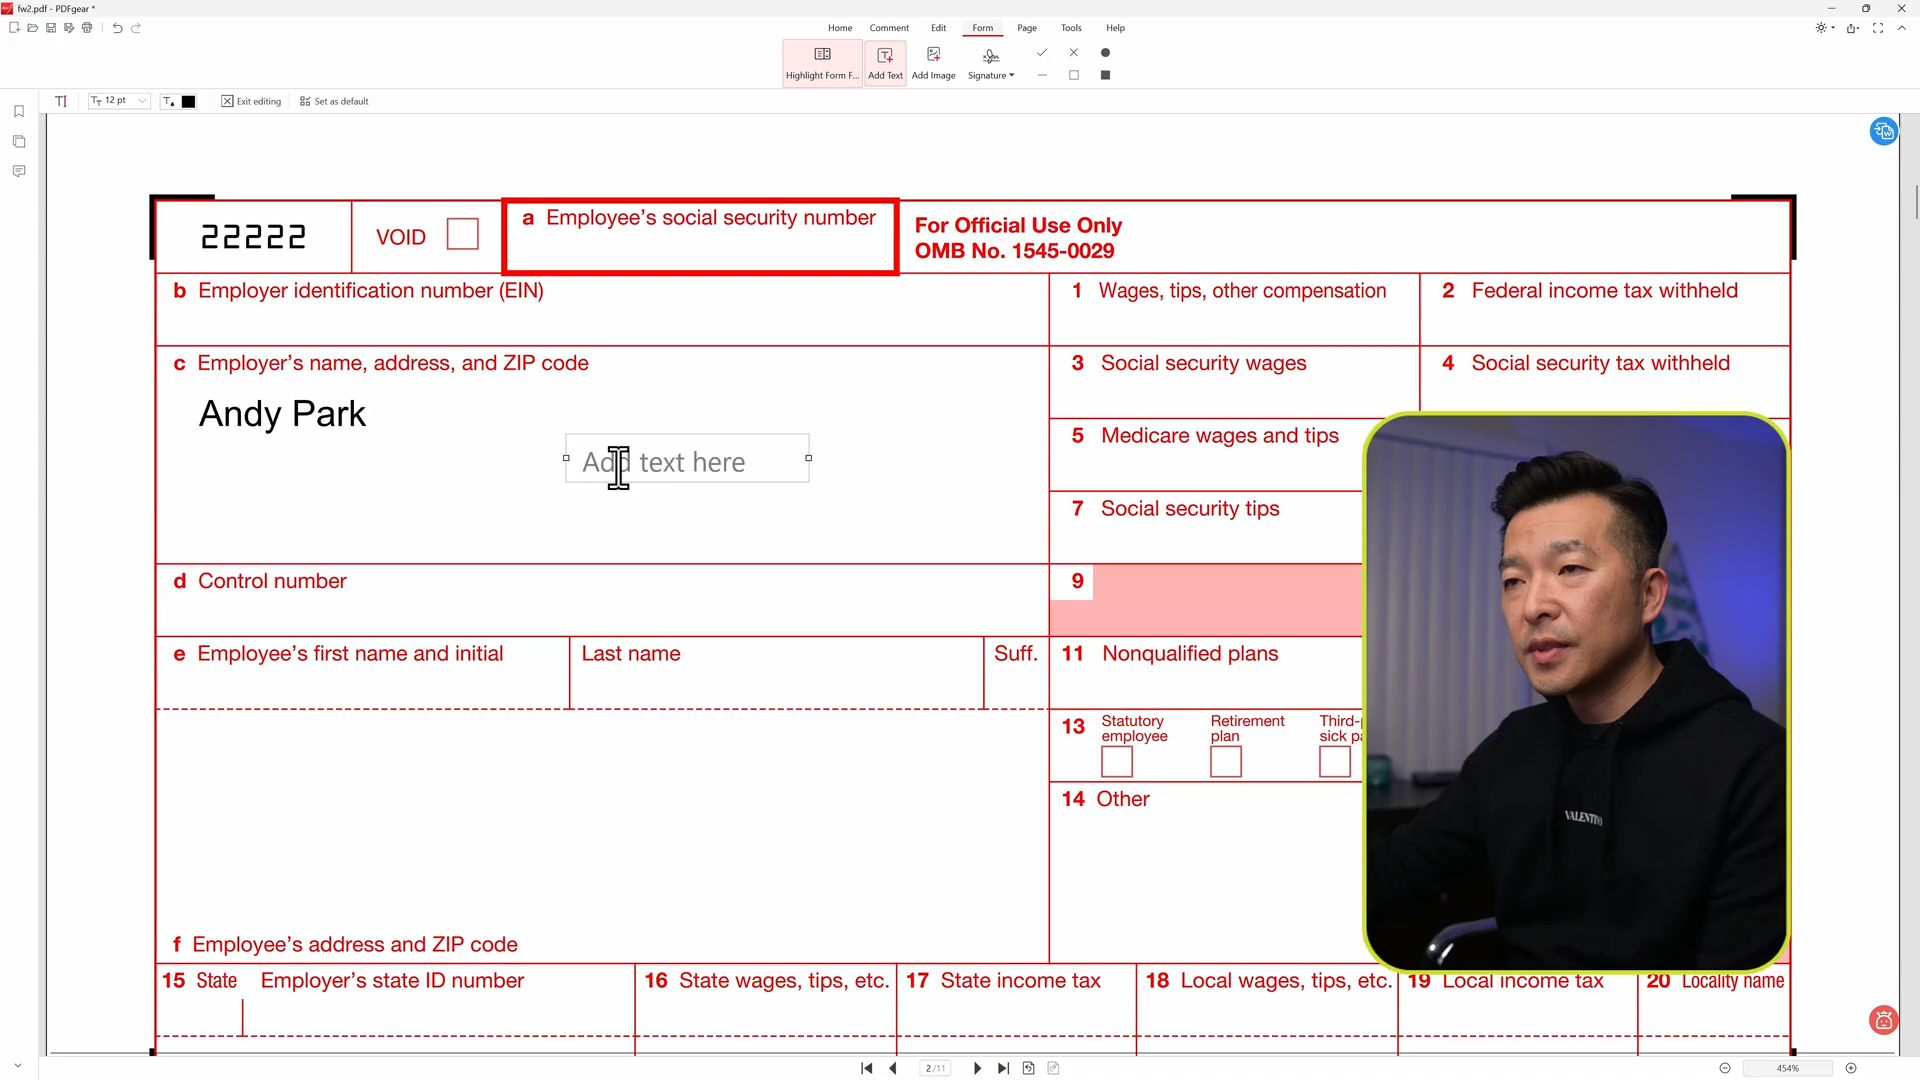 fw2.pdf - PDFgear *
Home Comment Edit Form Page Tools Help
Highlight Form F... Add Text Add Image Signature
12 pt Exit editing Set as default
22222
VOID
a Employee's social security number
For Official Use Only
OMB No. 1545-0029
b Employer identification number (EIN)
1 Wages, tips, other compensation
2 Federal income tax withheld
c Employer's name, address, and ZIP code
3 Social security wages
4 Social security tax withheld
Andy Park
Add text here
5 Medicare wages and tips
7 Social security tips
d Control number
9
e Employee's first name and initial
Last name
Suff.
11 Nonqualified plans
13 Statutory employee
Retirement plan
Third-p
sick pa
14 Other
VALENTINO
f Employee's address and ZIP code
15 State Employer's state ID number
16 State wages, tips, etc.
17 State income tax
18 Local wages, tips, etc.
19 Local income tax
20 Locality name
2 /11
454%